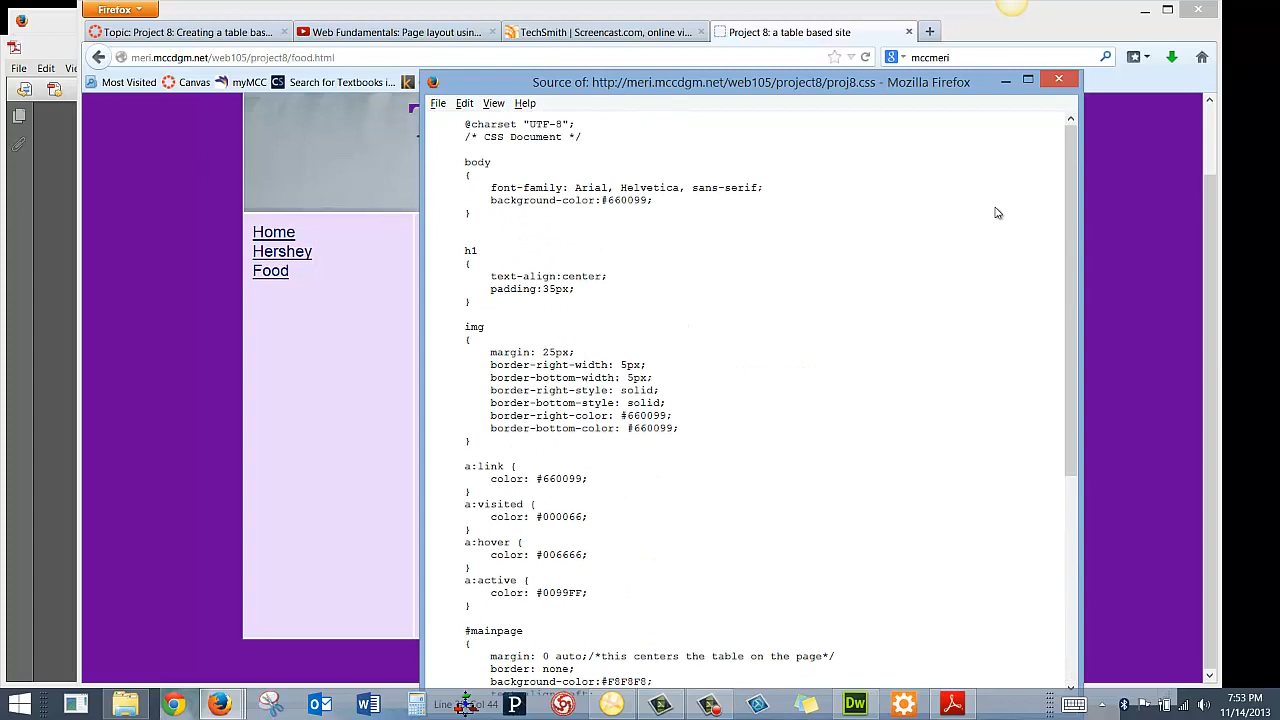 Firefox
Topic: Project 8: Creating a table bas...
Web Fundamentals: Page layout using...
TechSmith | Screencast.com, online vi...
Project 8: a table based site
meri.mccdgm.net/web105/project8/food.html
mccmeri
Most Visited
Canvas
myMCC
Search for Textbooks i...
File
Edit
Source of: http://meri.mccdgm.net/web105/project8/proj8.css - Mozilla Firefox
File Edit View Help
@charset "UTF-8";
/* CSS Document */
body
{
font-family: Arial, Helvetica, sans-serif;
background-color:#660099;
}
h1
{
text-align:center;
padding:35px;
}
img
{
margin: 25px;
border-right-width: 5px;
border-bottom-width: 5px;
border-right-style: solid;
border-bottom-style: solid;
border-right-color: #660099;
border-bottom-color: #660099;
}
a:link {
color: #660099;
}
a:visited {
color: #000066;
}
a:hover {
color: #006666;
}
a:active {
color: #0099FF;
}
#mainpage
{
margin: 0 auto;/*this centers the table on the page*/
border: none;
background-color:#F8F8F8;
Home
Hershey
Food
7:53 PM
11/14/2013